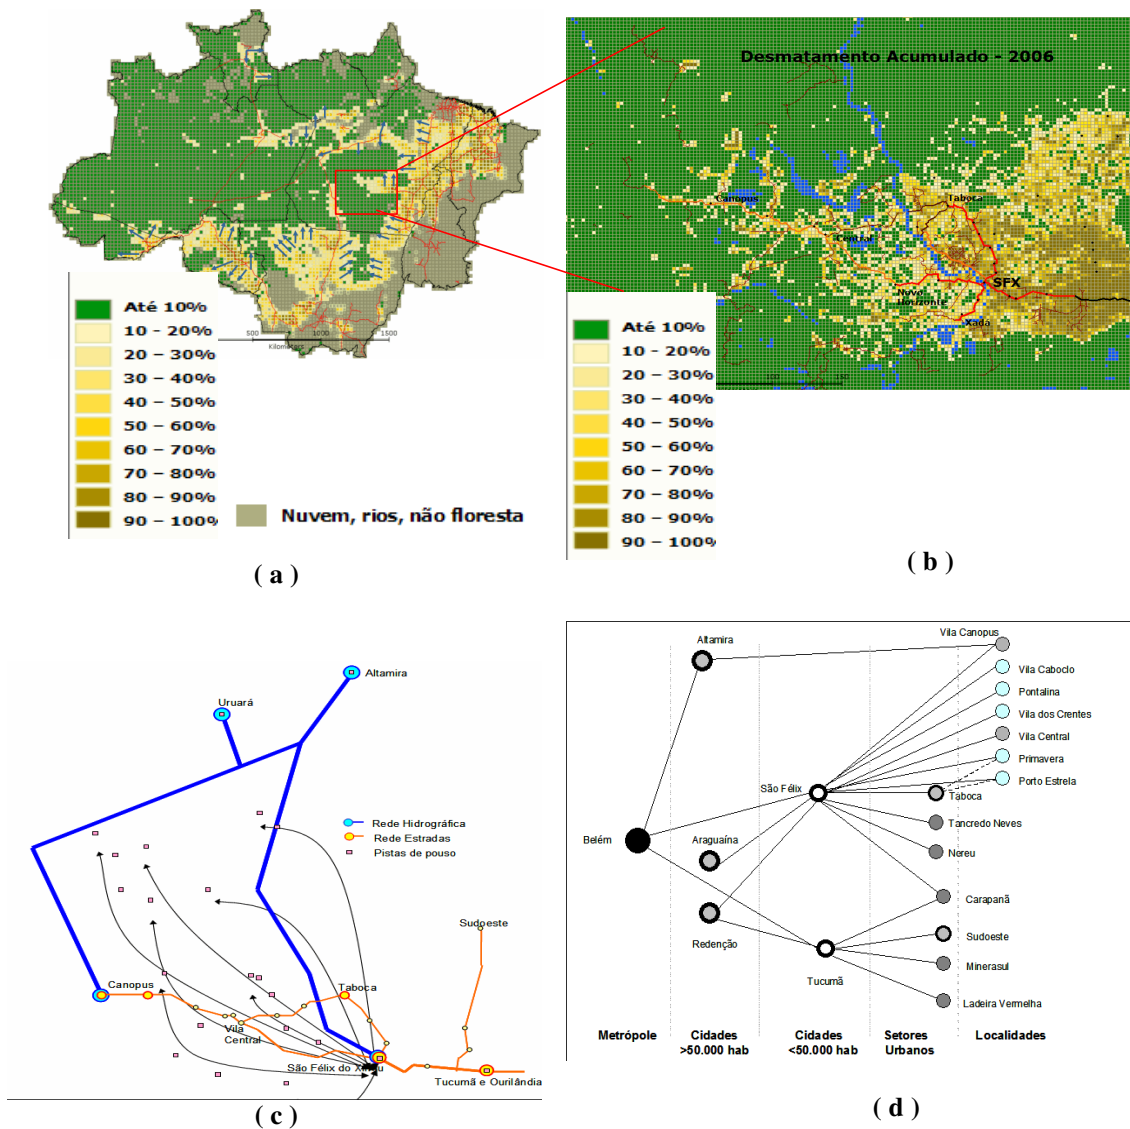 500
1000
1500
Kilometers
Até 10%
10 - 20%
20 – 30%
30 – 40%
40 – 50%
50 – 60%
60 – 70%
70 – 80%
80 – 90%
90 – 100%
Nuvem, rios, não floresta
( a )
Desmatamento Acumulado - 2006
Canopus
Taboca
Central
SFX
Nuvo
Horizonte
Xadá
100
150
Até 10%
10 - 20%
20 – 30%
30 – 40%
40 – 50%
50 – 60%
60 – 70%
70 – 80%
80 – 90%
90 – 100%
( b )
Altamira
Uruará
Rede Hidrográfica
Rede Estradas
Pistas de pouso
Sudoeste
Canopus
Taboca
Vila
Central
São Félix do Xingu
Tucumã e Ourilândia
( c )
Vila Canopus
Altamira
Vila Caboclo
Pontalina
Vila dos Crentes
Vila Central
Primavera
São Félix
Porto Estrela
Taboca
Belém
Araguaína
Tancredo Neves
Nereu
Carapanã
Redenção
Sudoeste
Tucumã
Minerasul
Ladeira Vermelha
Metrópole
Cidades
>50.000 hab
Cidades
<50.000 hab
Setores
Urbanos
Localidades
( d )